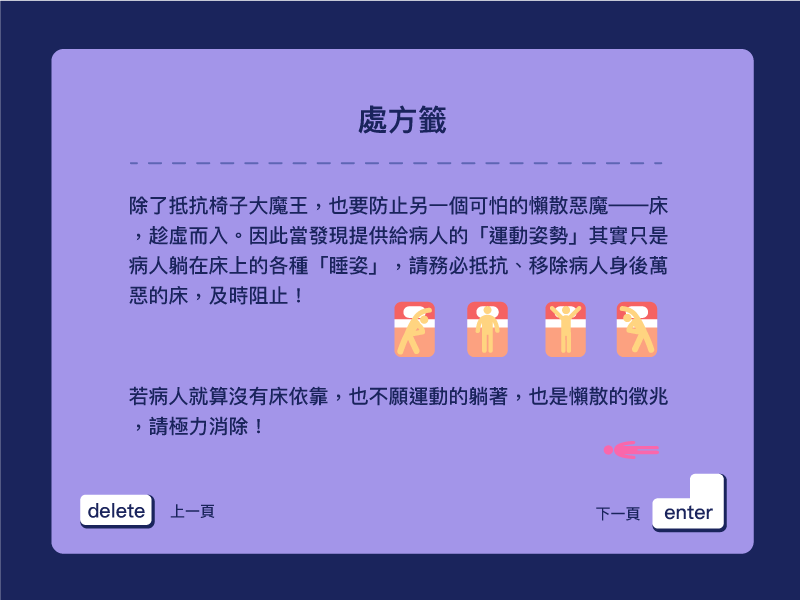 處方籤
除了抵抗椅子大魔王，也要防止另一個可怕的懶散惡魔——床
，趁虛而入。因此當發現提供給病人的「運動姿勢」其實只是
病人躺在床上的各種「睡姿」，請務必抵抗、移除病人身後萬
惡的床，及時阻止！
若病人就算沒有床依靠，也不願運動的躺著，也是懶散的徵兆
，請極力消除！
delete 上一頁
下一頁 enter